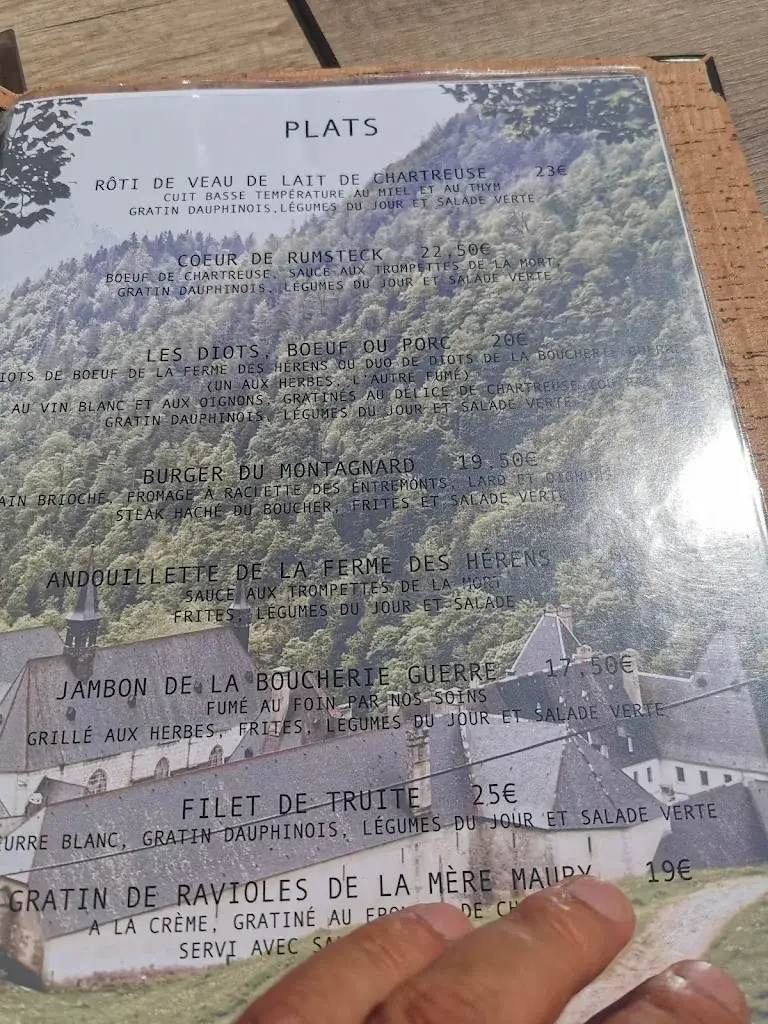 PLATS
RÔTI DE VEAU DE LAIT DE CHARTREUSE 23€
CUIT BASSE TEMPÉRATURE AU MIEL ET AU THYM
GRATIN DAUPHINOIS, LÉGUMES DU JOUR ET SALADE VERTE
COEUR DE RUMSTECK 22,50€
BOEUF DE CHARTREUSE, SAUCE AUX TROMPETTES DE LA MORT
GRATIN DAUPHINOIS, LÉGUMES DU JOUR ET SALADE VERTE
LES DIOTS, BOEUF OU PORC 20€
IOTS DE BOEUF DE LA FERME DES HÉRENS OU DUO DE DIOTS DE LA BOUCHERIE GUERRE
(UN AUX HERBES, L'AUTRE FUMÉ)
AU VIN BLANC ET AUX OIGNONS, GRATINÉS AU DÉLICE DE CHARTREUSE
GRATIN DAUPHINOIS, LÉGUMES DU JOUR ET SALADE VERTE
BURGER DU MONTAGNARD 19,50€
AIN BRIOCHÉ, FROMAGE À RACLETTE DES ENTREMONTS, LARD ET OIGNONS
STEAK HACHÉ DU BOUCHER, FRITES ET SALADE VERTE
ANDOUILLETTE DE LA FERME DES HÉRENS
SAUCE AUX TROMPETTES DE LA MORT
FRITES, LÉGUMES DU JOUR ET SALADE
JAMBON DE LA BOUCHERIE GUERRE 17,50€
FUMÉ AU FOIN PAR NOS SOINS
GRILLÉ AUX HERBES, FRITES, LÉGUMES DU JOUR ET SALADE VERTE
FILET DE TRUITE 25€
EURRE BLANC, GRATIN DAUPHINOIS, LÉGUMES DU JOUR ET SALADE VERTE
GRATIN DE RAVIOLES DE LA MÈRE MAURY 19€
A LA CRÈME, GRATINÉ AU DE
SERVI AVEC